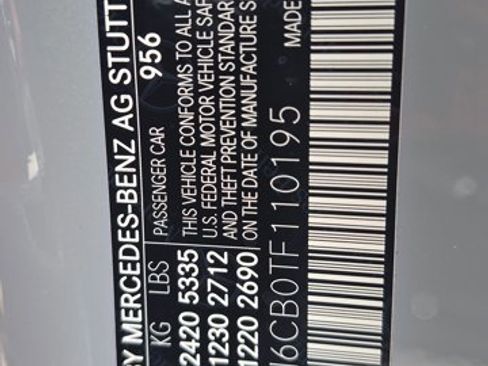 BY MERCEDES-BENZ AG STUTT
956
KG LBS PASSENGER CAR
2420 5335 THIS VEHICLE CONFORMS TO ALL A
1230 2712 U.S. FEDERAL MOTOR VEHICLE SAF
AND THEFT PREVENTION STANDAR
1220 2690 ON THE DATE OF MANUFACTURE S
6CB0TF110195 MADE